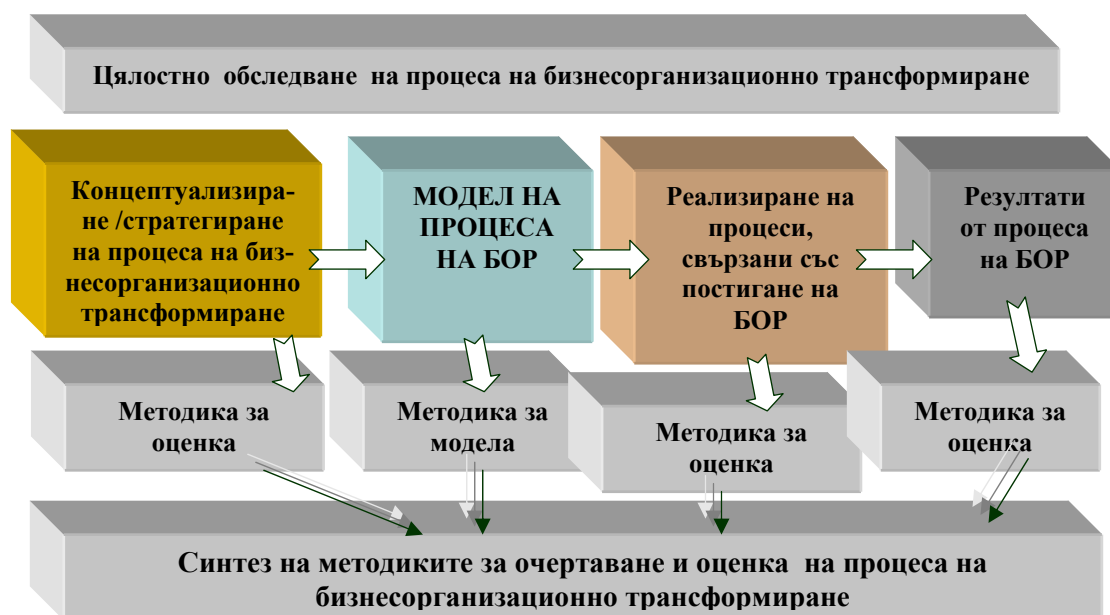 Цялостно обследване на процеса на бизнесорганизационно трансформиране
Концептуализира-
не /стратегиране
на процеса на биз-
несорганизационно
трансформиране
МОДЕЛ НА
ПРОЦЕСА
НА БОР
Реализиране на
процеси,
свързани със
постигане на
БОР
Резултати
от процеса
на БОР
Методика за
оценка
Методика за
модела
Методика за
оценка
Методика за
оценка
Синтез на методиките за очертаване и оценка на процеса на
бизнесорганизационно трансформиране